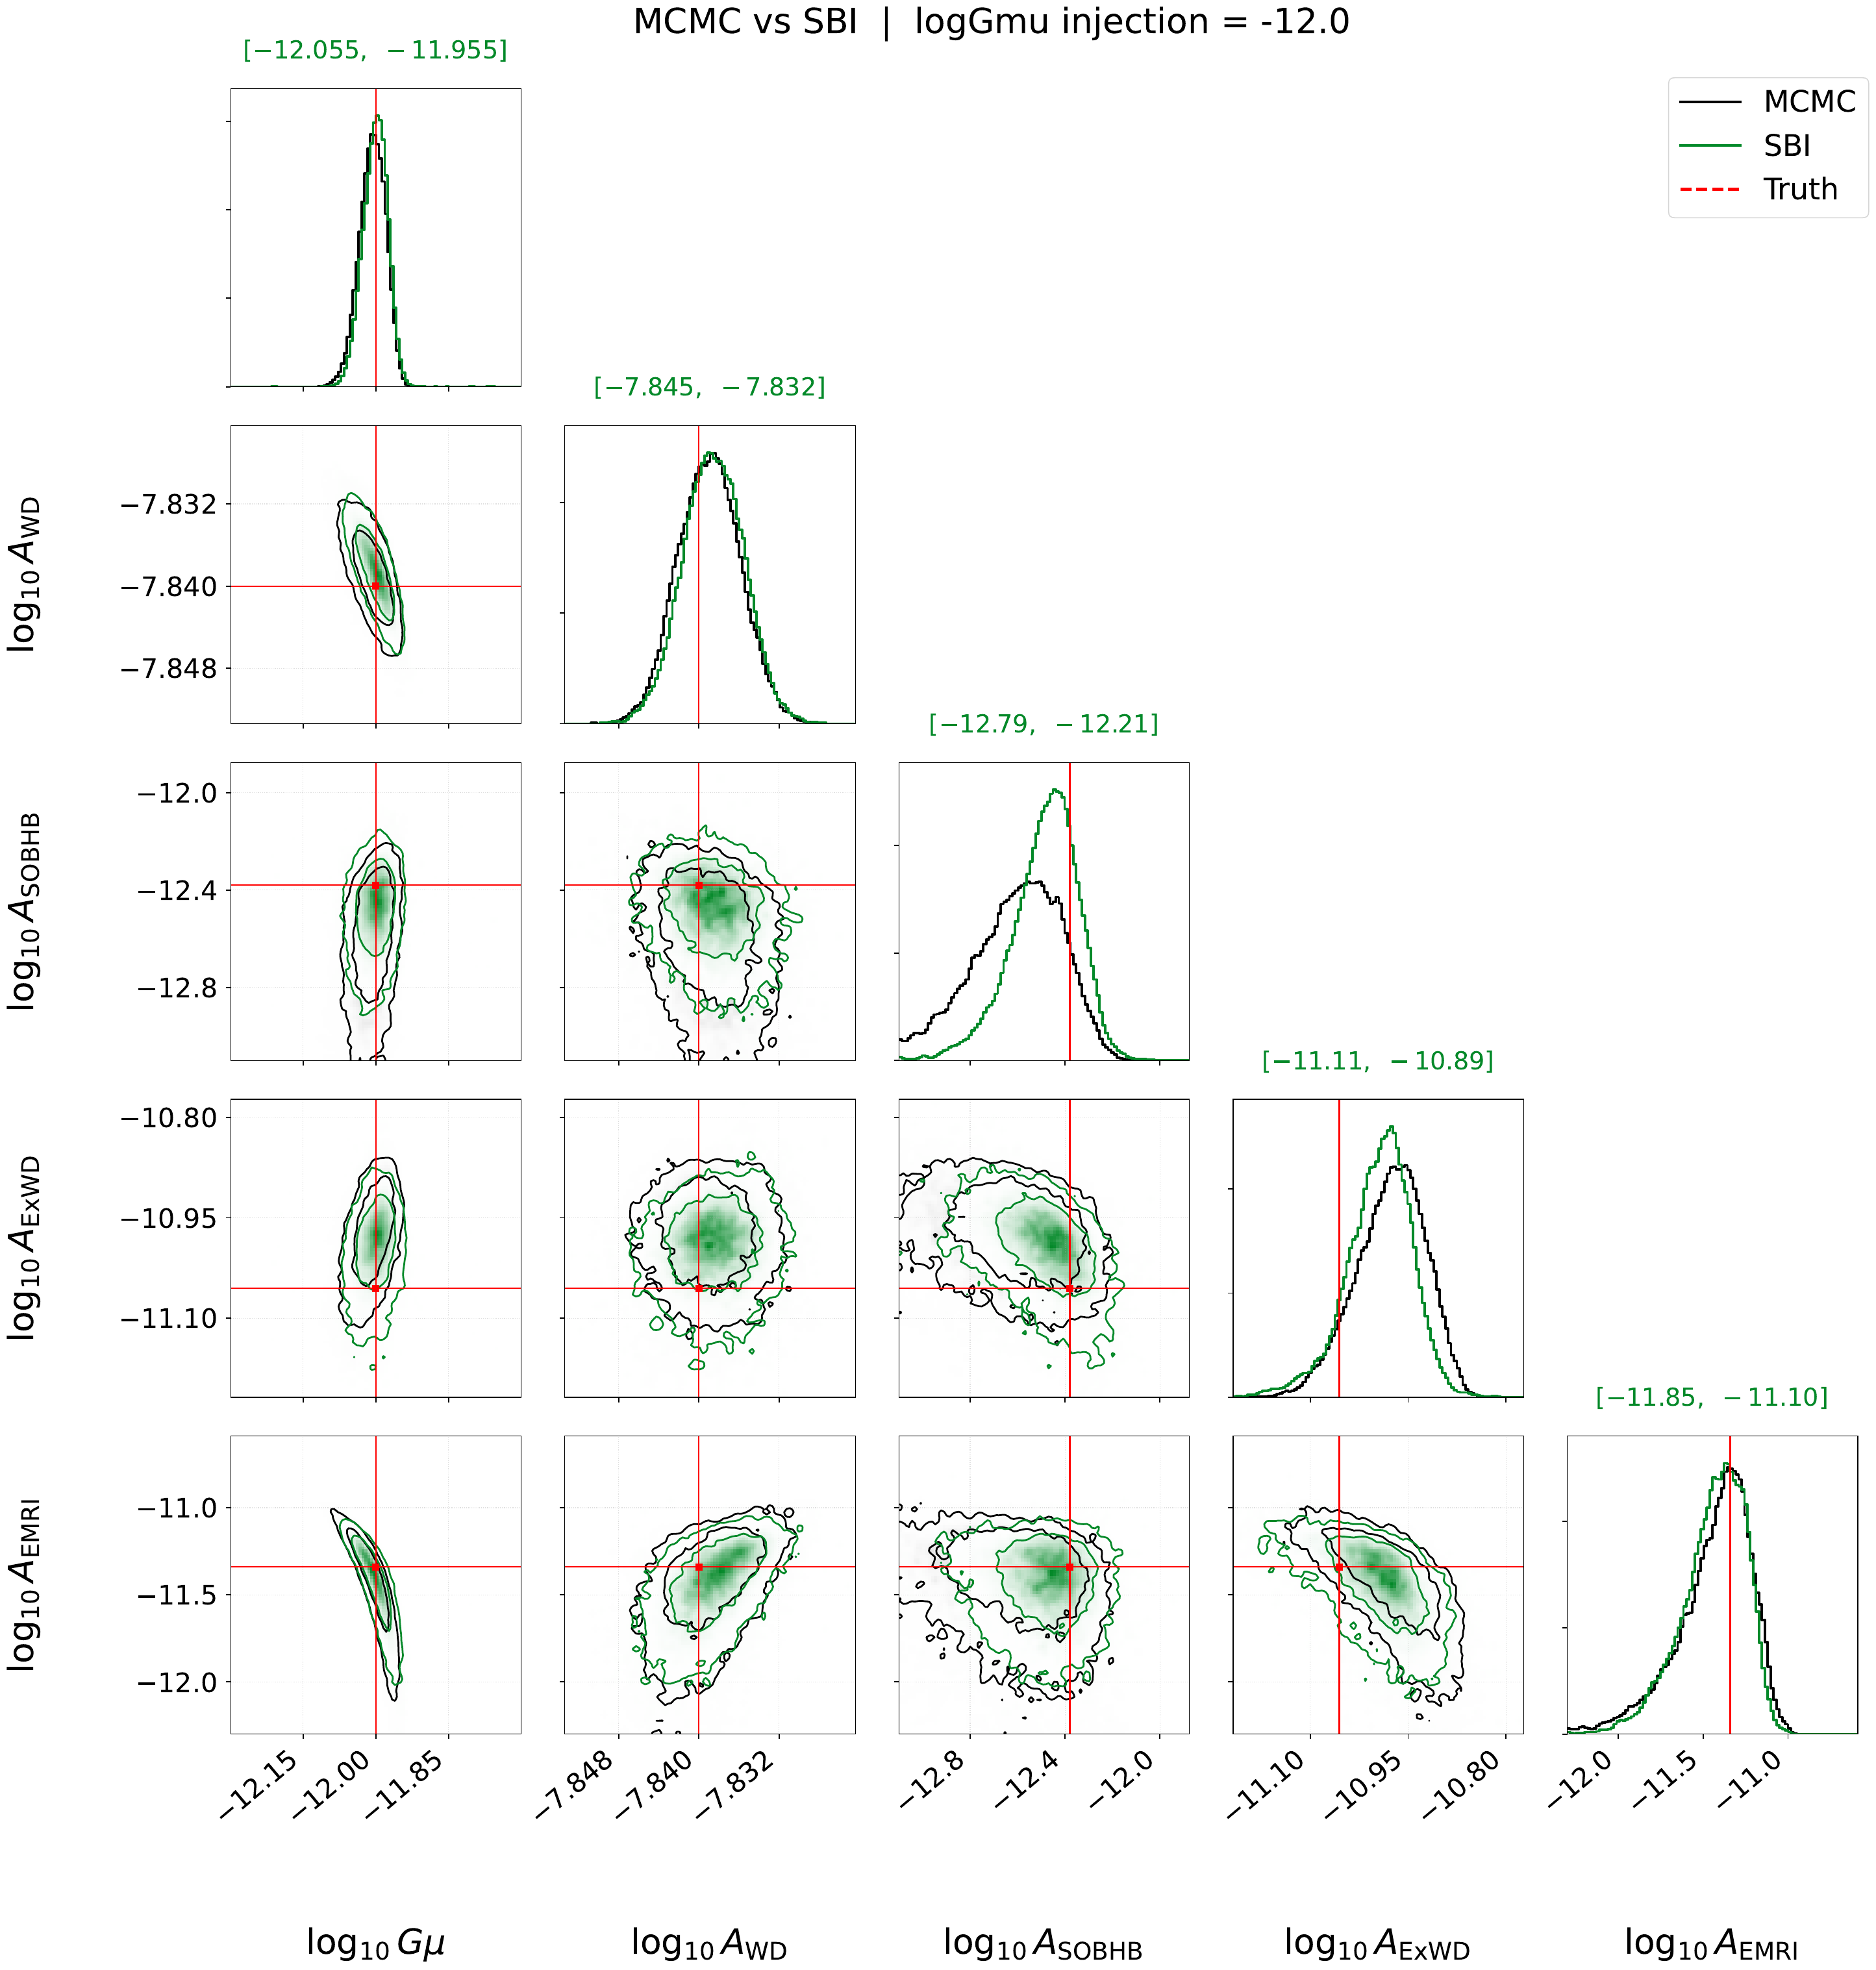 MCMC vs SBI | logGmu injection = -12.0
[−12.055, −11.955]
MCMC
SBI
Truth
[−7.845, −7.832]
log₁₀ A_WD
−7.832
−7.840
−7.848
[−12.79, −12.21]
log₁₀ A_SOBHB
−12.0
−12.4
−12.8
[−11.11, −10.89]
log₁₀ A_ExWD
−10.80
−10.95
−11.10
[−11.85, −11.10]
log₁₀ A_EMRI
−11.0
−11.5
−12.0
−12.15 −12.00 −11.85 −7.848 −7.840 −7.832 −12.8 −12.4 −12.0 −11.10 −10.95 −10.80 −12.0 −11.5 −11.0
log₁₀ Gμ log₁₀ A_WD log₁₀ A_SOBHB log₁₀ A_ExWD log₁₀ A_EMRI